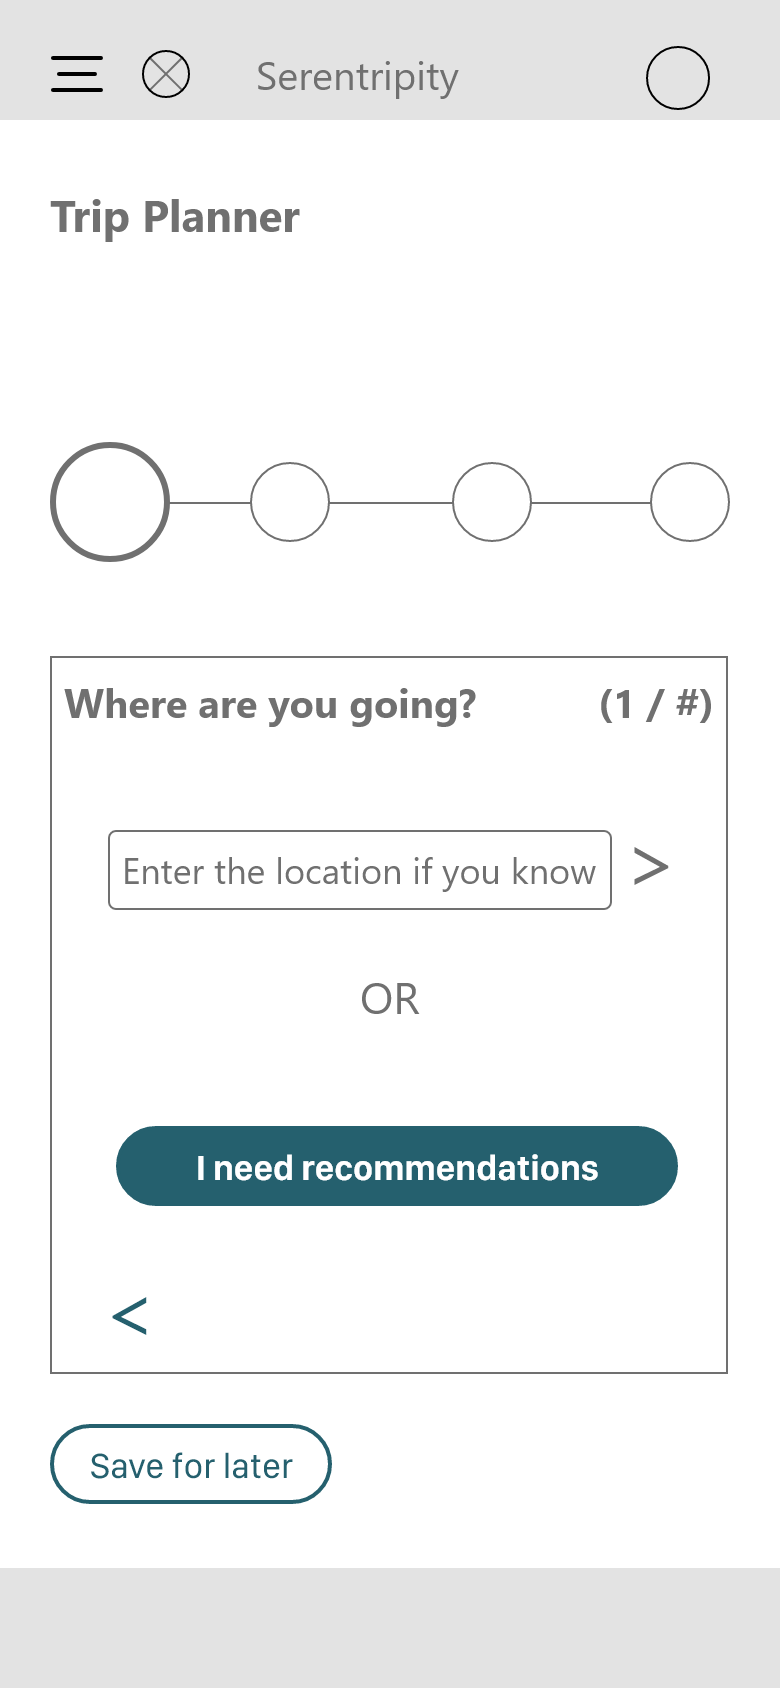 Serentripity
Trip Planner
Where are you going? (1 / #)
Enter the location if you know >
OR
I need recommendations
<
Save for later